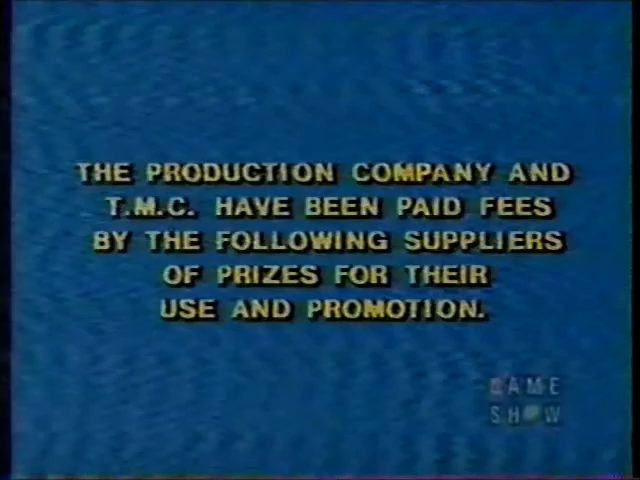 THE PRODUCTION COMPANY AND
T.M.C. HAVE BEEN PAID FEES
BY THE FOLLOWING SUPPLIERS
OF PRIZES FOR THEIR
USE AND PROMOTION.
GAME
SHOW